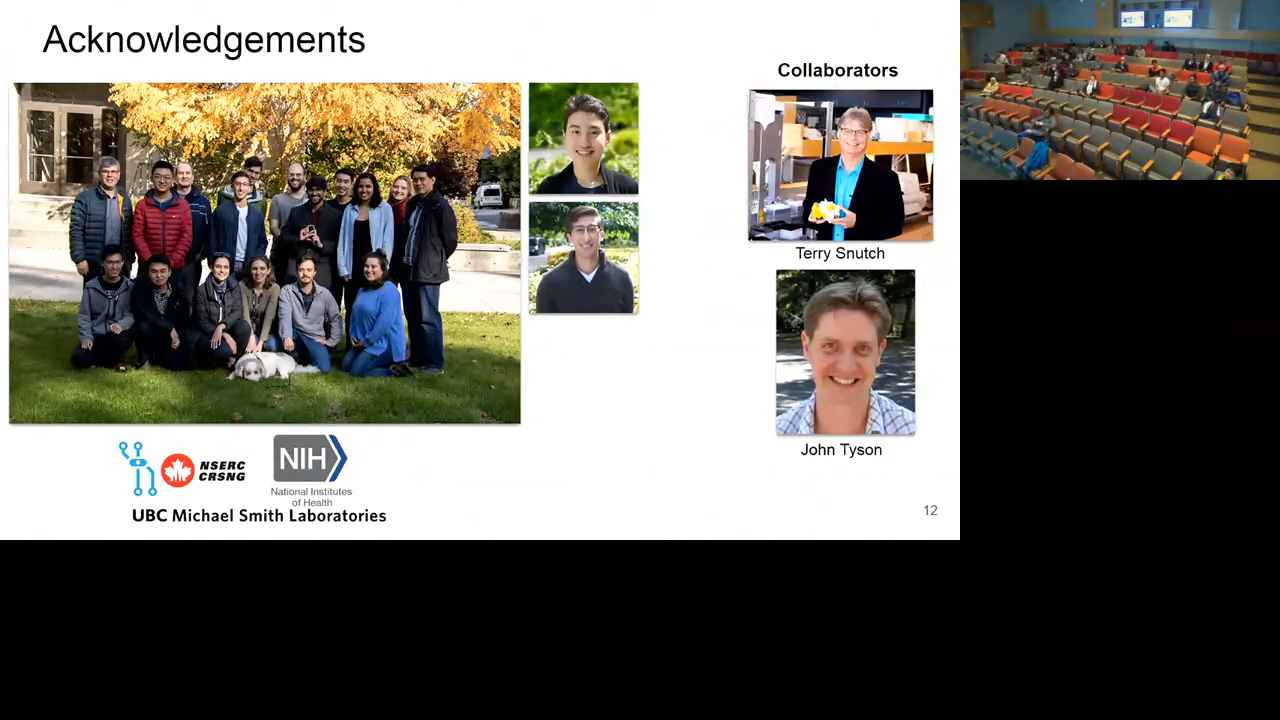 Acknowledgements
Collaborators
Terry Snutch
John Tyson
NSERC
CRSNG
NIH
National Institutes
of Health
UBC Michael Smith Laboratories
12